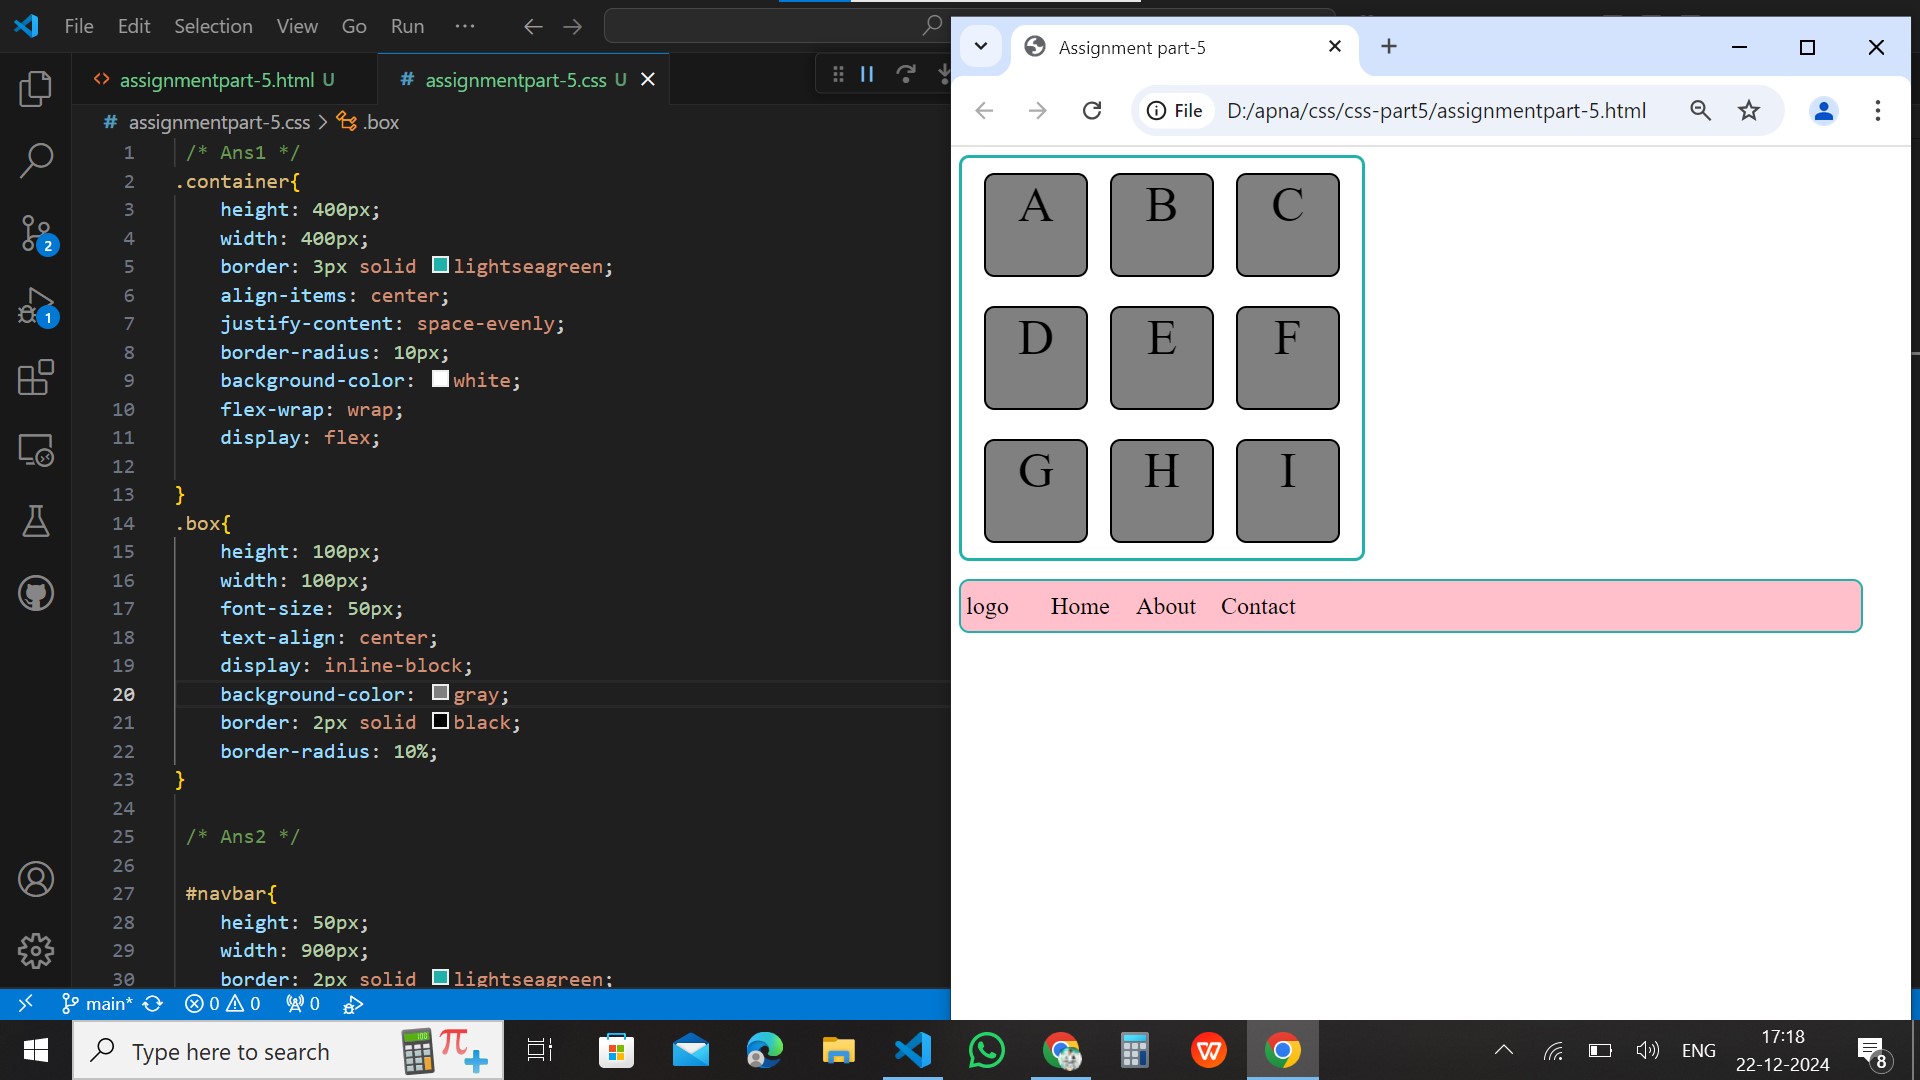 File Edit Selection View Go Run ···
assignmentpart-5.html U
# assignmentpart-5.css U
# assignmentpart-5.css > .box
1 /* Ans1 */
2 .container{
3 height: 400px;
4 width: 400px;
5 border: 3px solid lightseagreen;
6 align-items: center;
7 justify-content: space-evenly;
8 border-radius: 10px;
9 background-color: white;
10 flex-wrap: wrap;
11 display: flex;
12
13 }
14 .box{
15 height: 100px;
16 width: 100px;
17 font-size: 50px;
18 text-align: center;
19 display: inline-block;
20 background-color: gray;
21 border: 2px solid black;
22 border-radius: 10%;
23 }
24
25 /* Ans2 */
26
27 #navbar{
28 height: 50px;
29 width: 900px;
30 border: 2px solid lightseagreen;
2
1
main* 0 0 0
Assignment part-5
File D:/apna/css/css-part5/assignmentpart-5.html
A B C
D E F
G H I
logo Home About Contact
Type here to search
ENG
17:18
22-12-2024
8